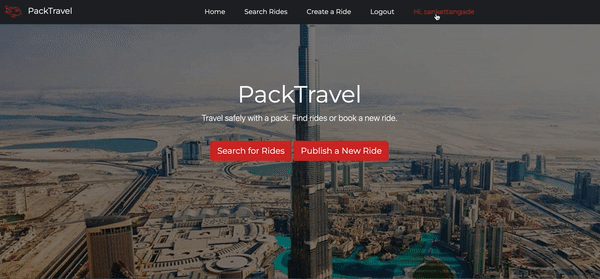 PackTravel Home Search Rides Create a Ride Logout Hi, sankettangade
PackTravel
Travel safely with a pack. Find rides or book a new ride.
Search for Rides Publish a New Ride